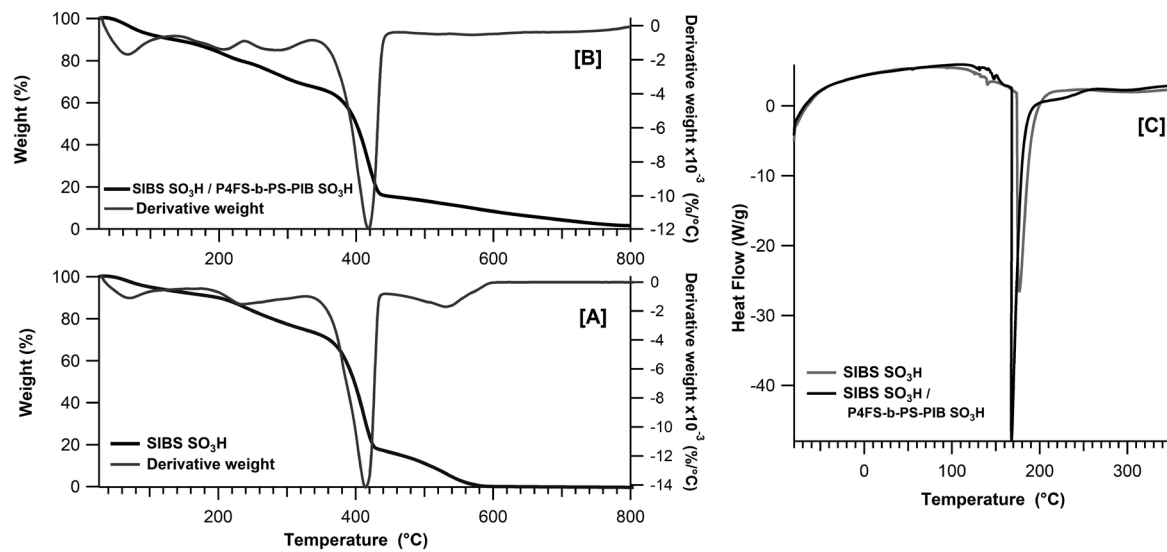 100
80
60
40
20
0
Weight (%)
[B]
SIBS SO3H / P4FS-b-PS-PIB SO3H
Derivative weight
0
-2
-4
-6
-8
-10
-12
Derivative weight x10-3 (%/°C)
200
400
600
800
100
80
60
40
20
0
Weight (%)
[A]
SIBS SO3H
Derivative weight
0
-2
-4
-6
-8
-10
-12
-14
Derivative weight x10-3 (%/°C)
200
400
600
800
Temperature (°C)
0
-10
-20
-30
-40
Heat Flow (W/g)
[C]
SIBS SO3H
SIBS SO3H /
P4FS-b-PS-PIB SO3H
0
100
200
300
Temperature (°C)